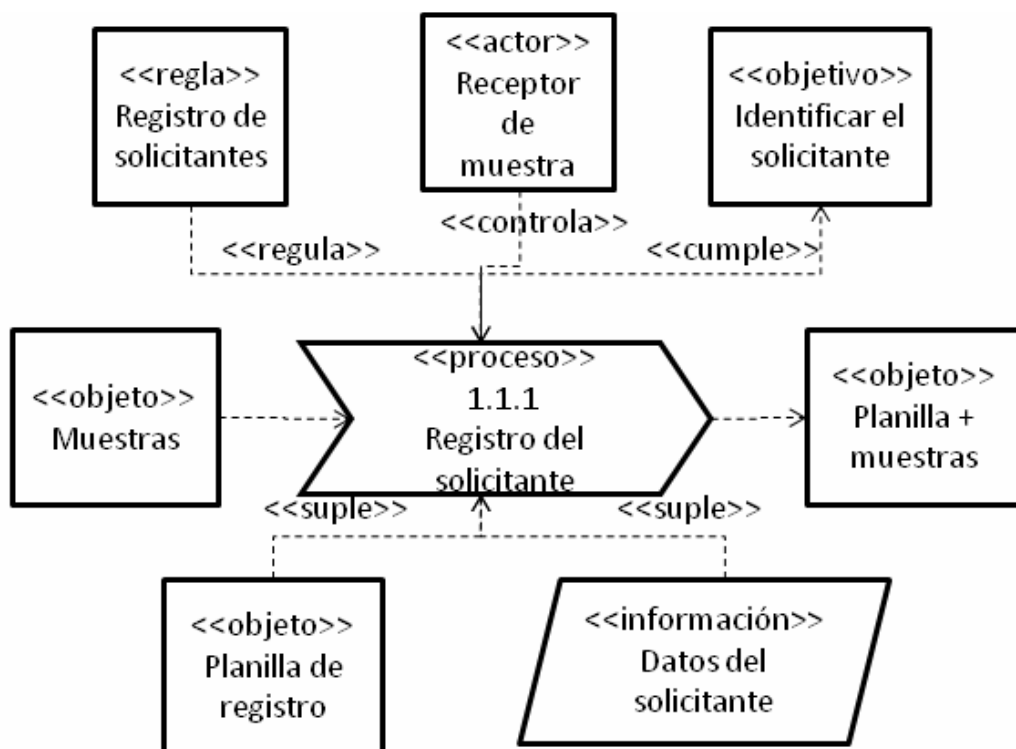 <<regla>>
Registro de
solicitantes
<<actor>>
Receptor
de
muestra
<<objetivo>>
Identificar el
solicitante
<<regula>>
<<controla>>
<<cumple>>
<<objeto>>
Muestras
<<proceso>>
1.1.1
Registro del
solicitante
<<objeto>>
Planilla +
muestras
<<suple>>
<<suple>>
<<objeto>>
Planilla de
registro
<<información>>
Datos del
solicitante